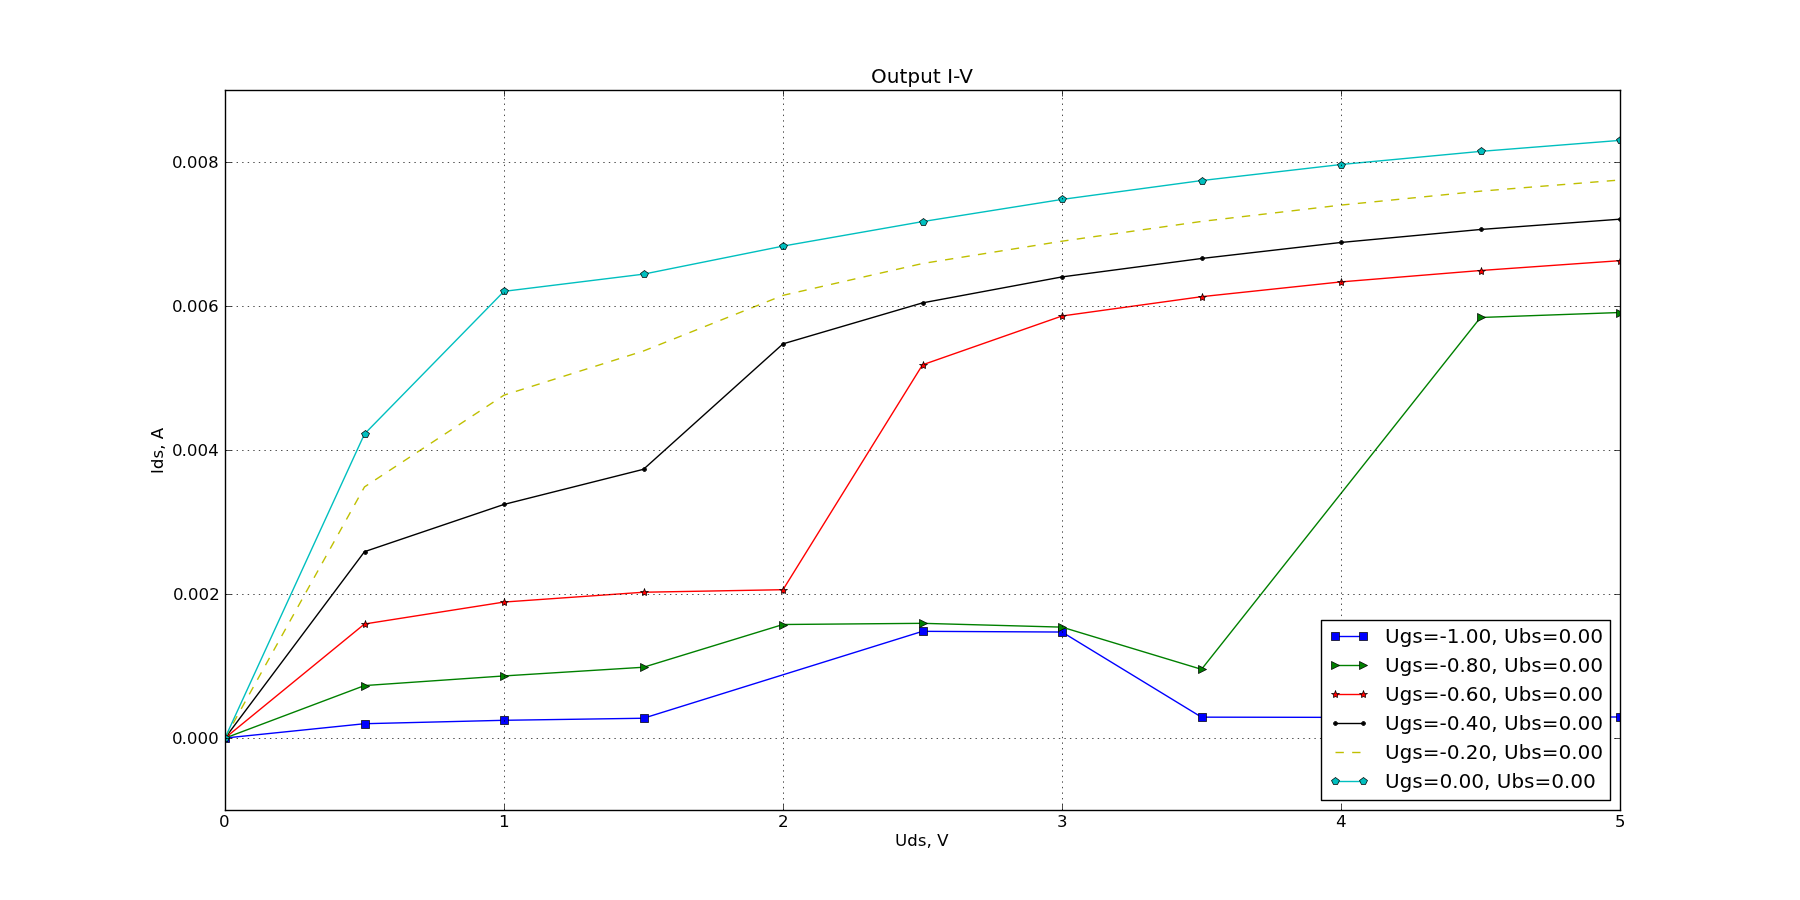 Output I-V
0.008
0.006
0.004
0.002
0.000
Ids, A
0 1 2 3 4 5
Uds, V
Ugs=-1.00, Ubs=0.00
Ugs=-0.80, Ubs=0.00
Ugs=-0.60, Ubs=0.00
Ugs=-0.40, Ubs=0.00
Ugs=-0.20, Ubs=0.00
Ugs=0.00, Ubs=0.00